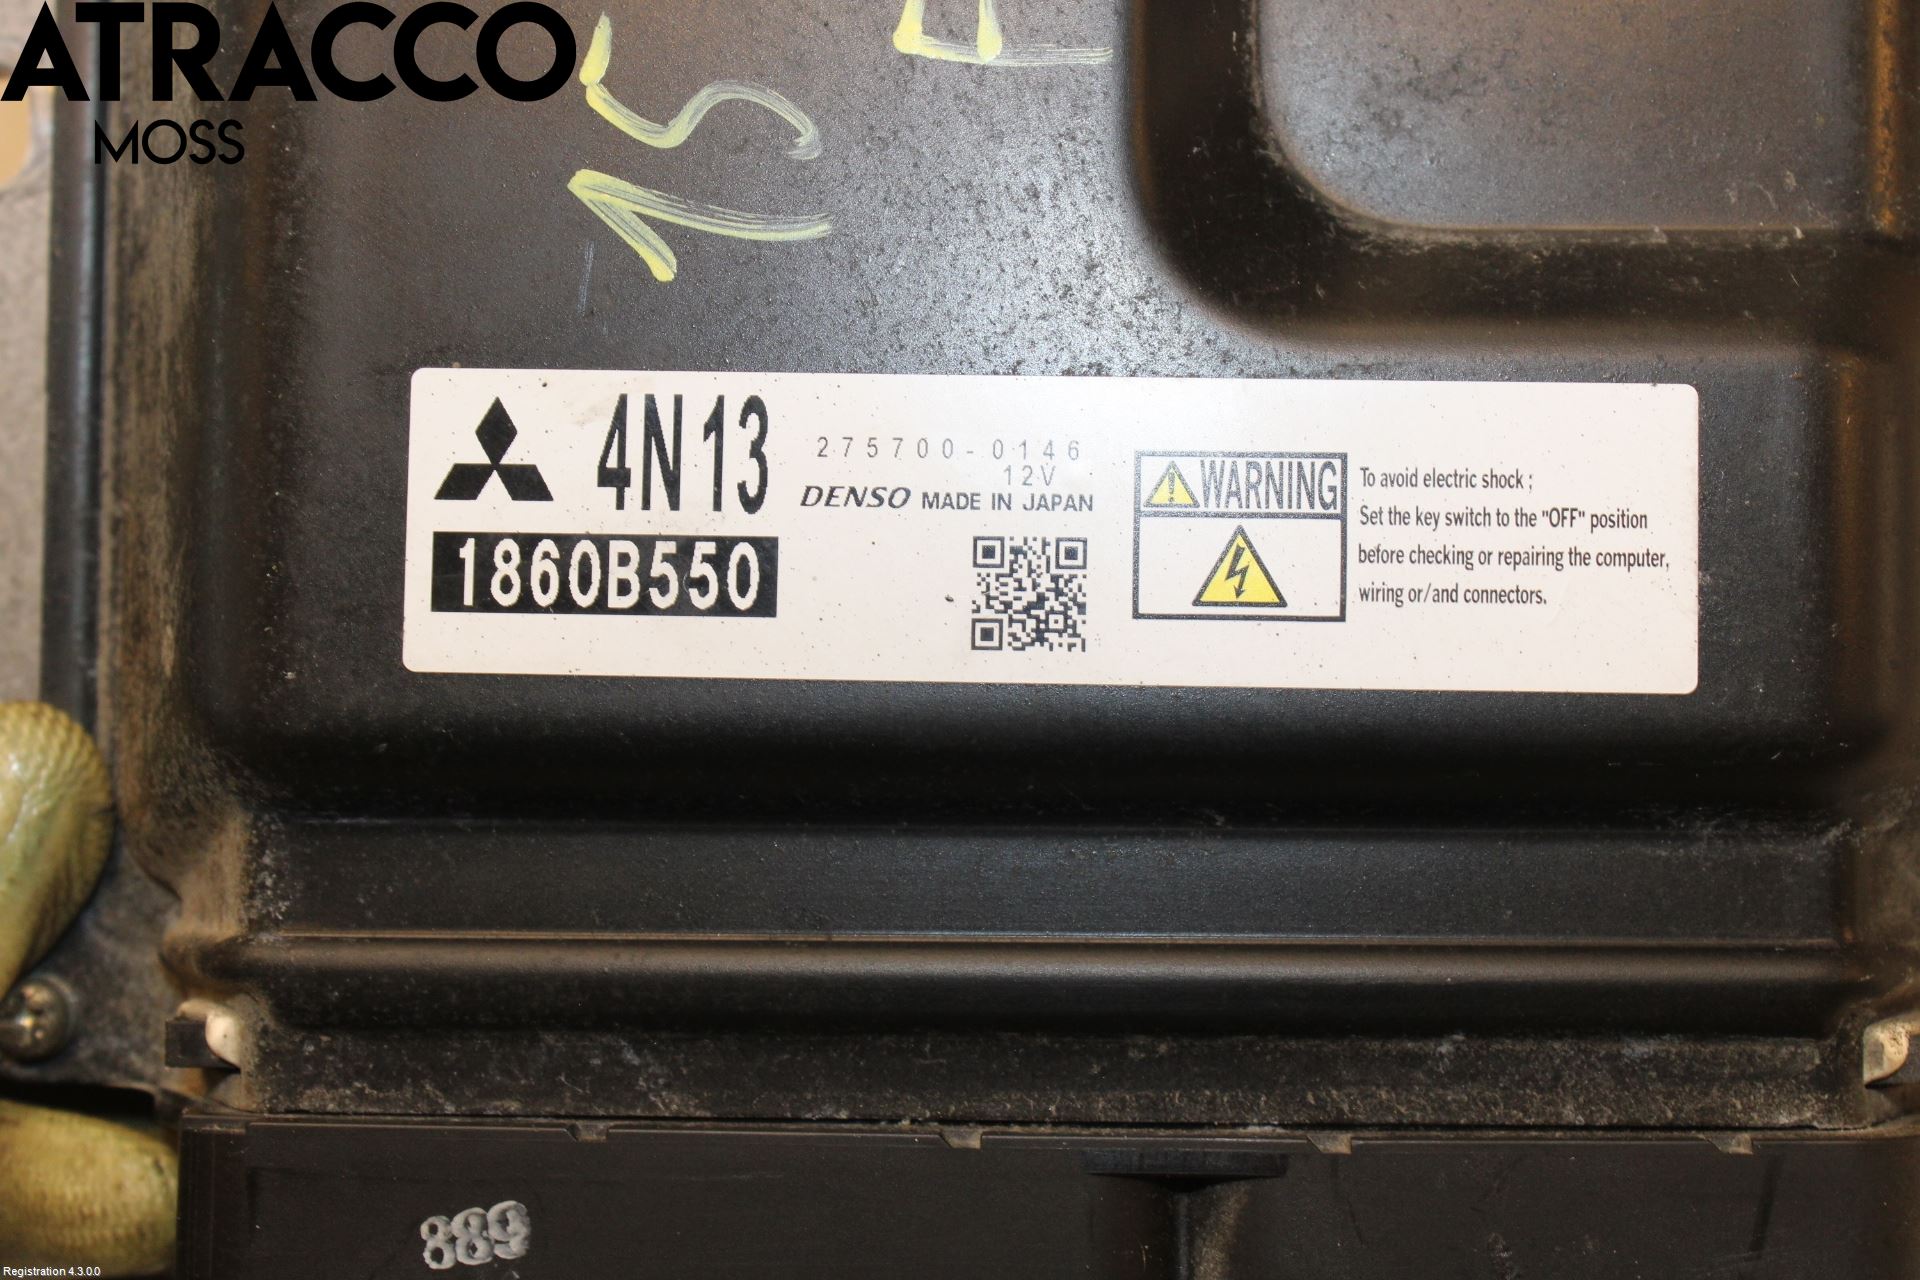 ATRACCO
MOSS
15
4N13
275700-0146
12V
DENSO MADE IN JAPAN
1860B550
WARNING
To avoid electric shock ;
Set the key switch to the "OFF" position
before checking or repairing the computer,
wiring or/and connectors.
889
Registration 4.3.0.0